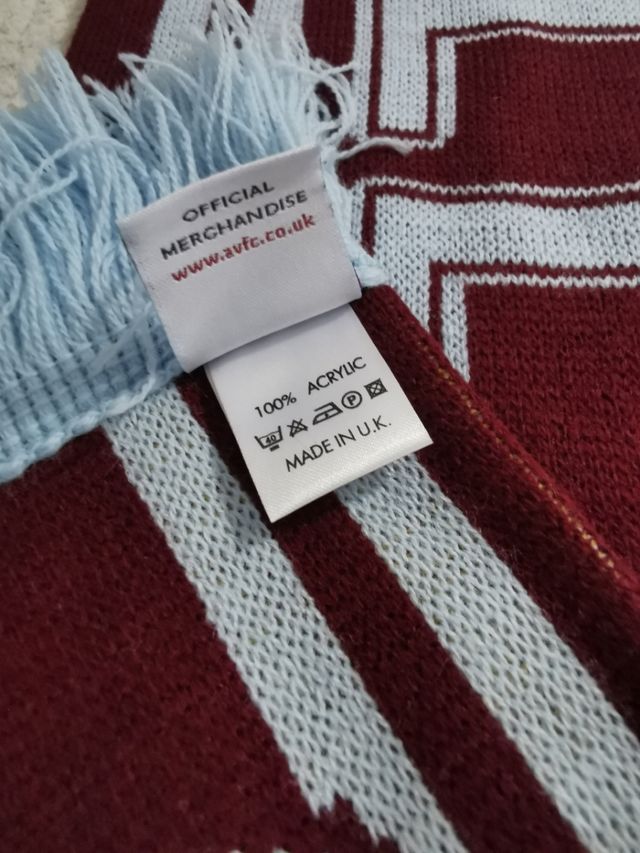 OFFICIAL
MERCHANDISE
www.avfc.co.uk
100% ACRYLIC
40 P
MADE IN U.K.